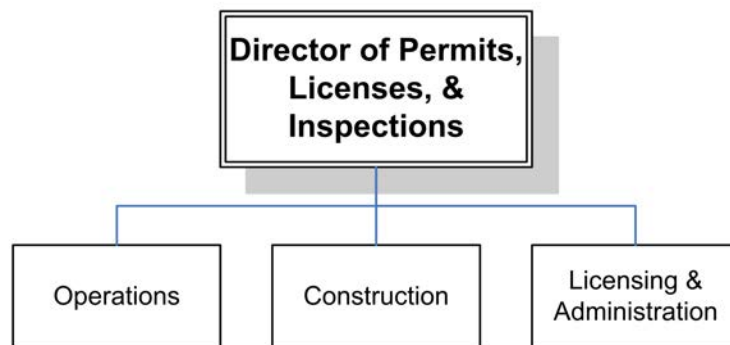 Director of Permits,
Licenses, &
Inspections
Operations
Construction
Licensing &
Administration